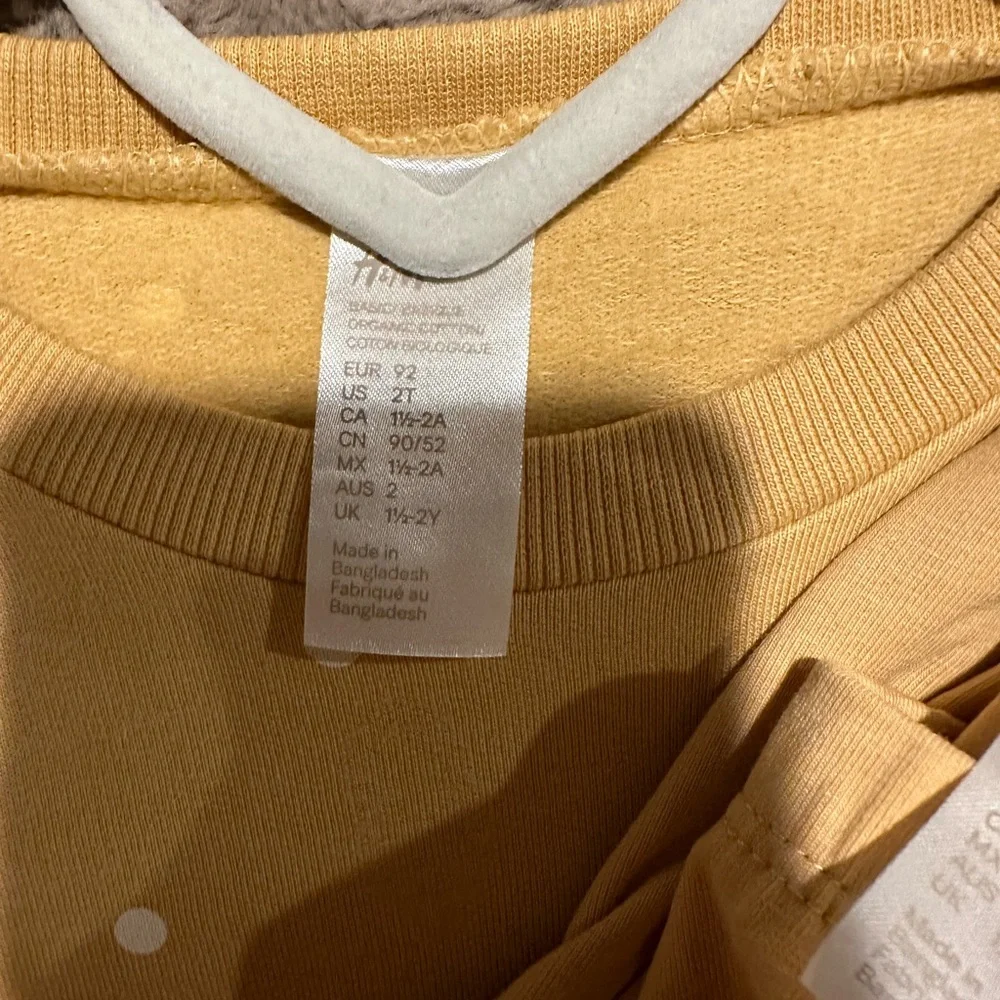 H&M
ORGANIC COTTON
COTON BIOLOGIQUE
EUR 92
US 2T
CA 1½-2A
CN 90/52
MX 1½-2A
AUS 2
UK 1½-2Y
Made in
Bangladesh
Fabriqué au
Bangladesh